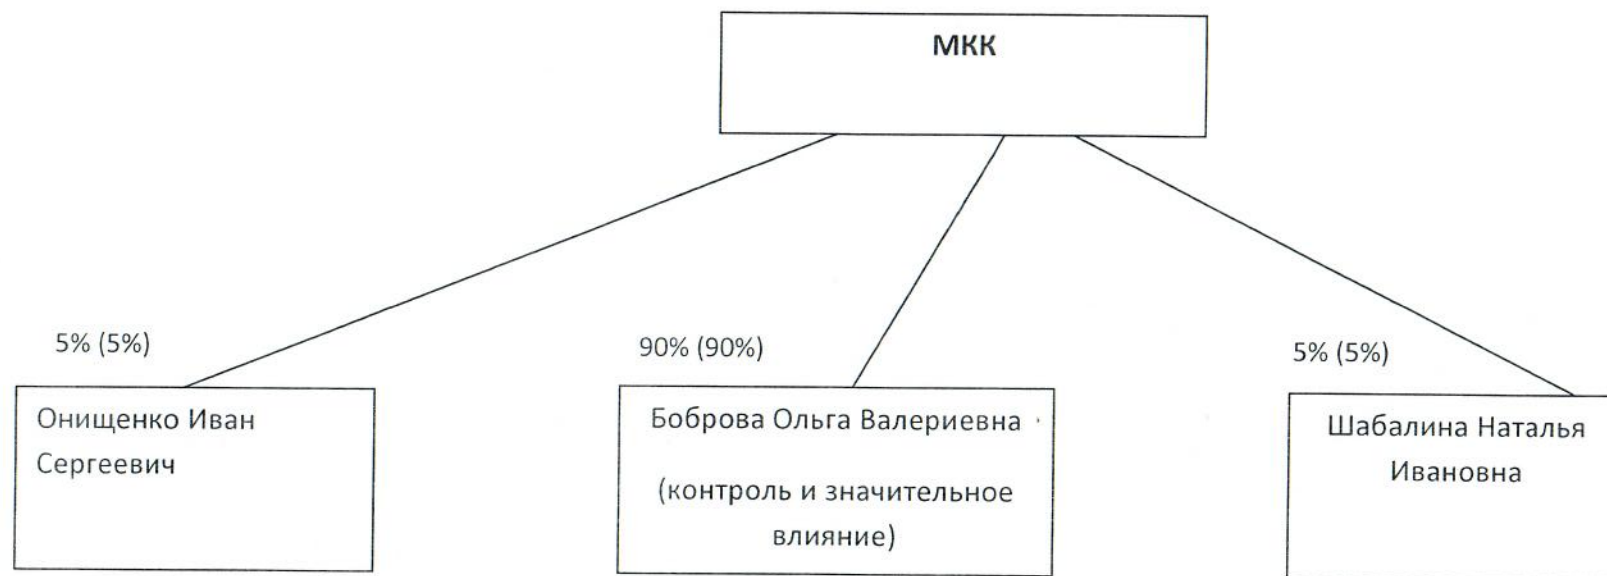 МКК
5% (5%)
90% (90%)
5% (5%)
Онищенко Иван
Сергеевич
Боброва Ольга Валериевна
(контроль и значительное
влияние)
Шабалина Наталья
Ивановна